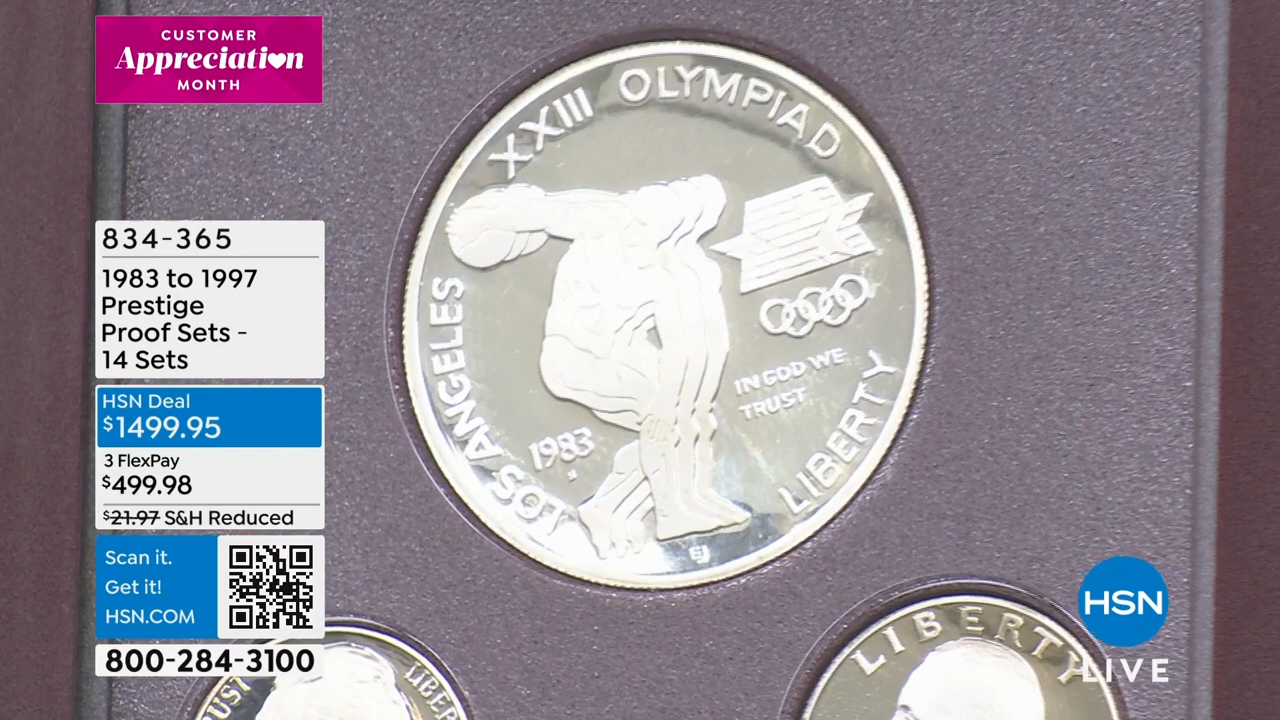 CUSTOMER
Appreciation
MONTH
834-365
1983 to 1997
Prestige
Proof Sets -
14 Sets
HSN Deal
$1499.95
3 FlexPay
$499.98
$21.97 S&H Reduced
Scan it.
Get it!
HSN.COM
800-284-3100
XXIII OLYMPIAD
LOS ANGELES
1983
IN GOD WE
TRUST
LIBERTY
EJ
LIBERTY
HSN
LIVE